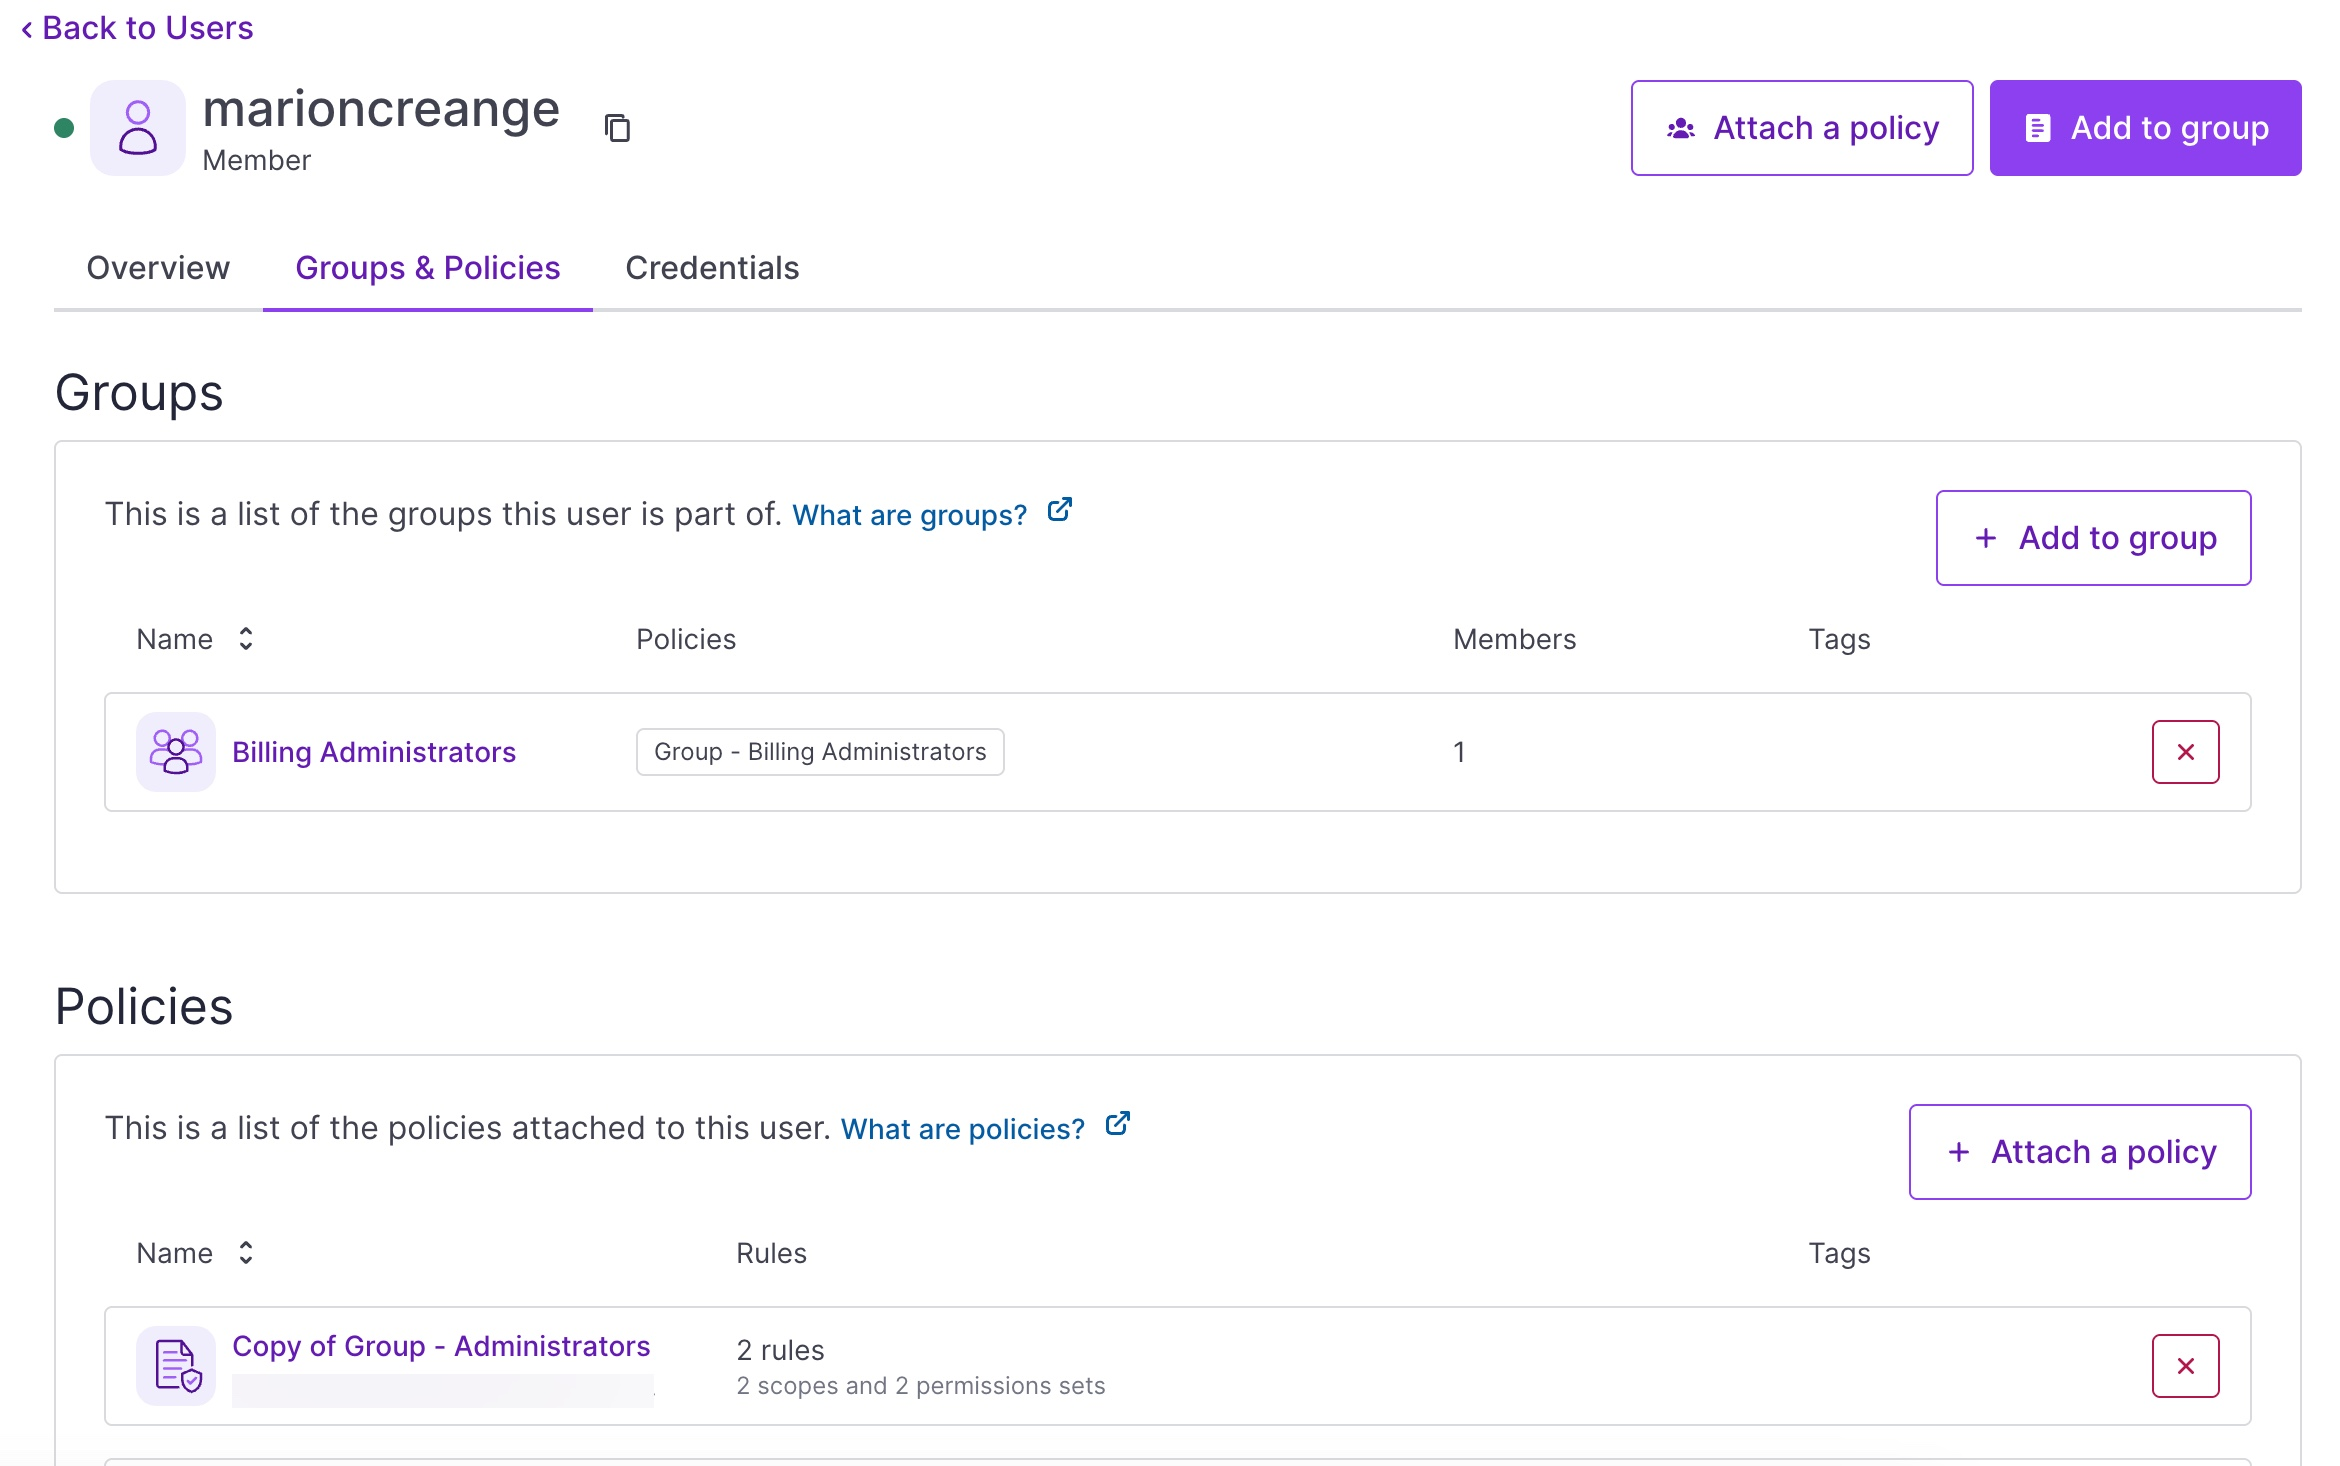 Back to Users
marioncreange
Member
Attach a policy
Add to group
Overview
Groups & Policies
Credentials
Groups
This is a list of the groups this user is part of. What are groups?
+ Add to group
Name
Policies
Members
Tags
Billing Administrators
Group - Billing Administrators
1
Policies
This is a list of the policies attached to this user. What are policies?
+ Attach a policy
Name
Rules
Tags
Copy of Group - Administrators
2 rules
2 scopes and 2 permissions sets